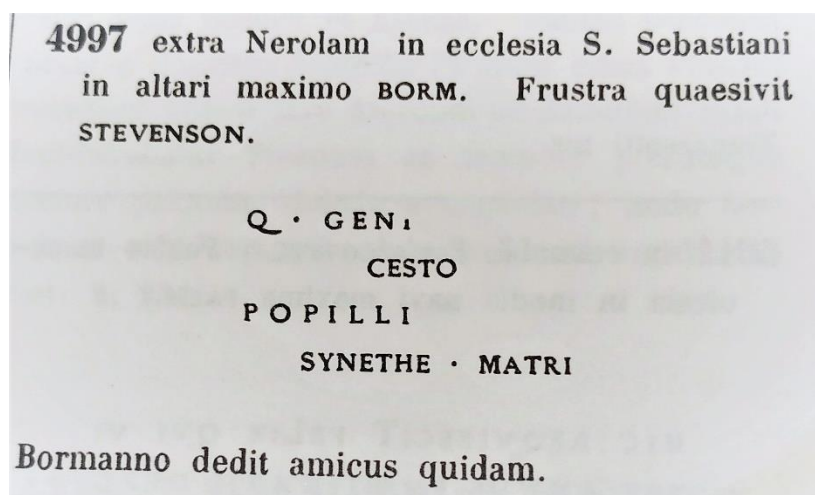 4997 extra Nerolam in ecclesia S. Sebastiani
in altari maximo BORM. Frustra quaesivit
STEVENSON.
Q · GENI
CESTO
POPILLI
SYNETHE · MATRI
Bormanno dedit amicus quidam.